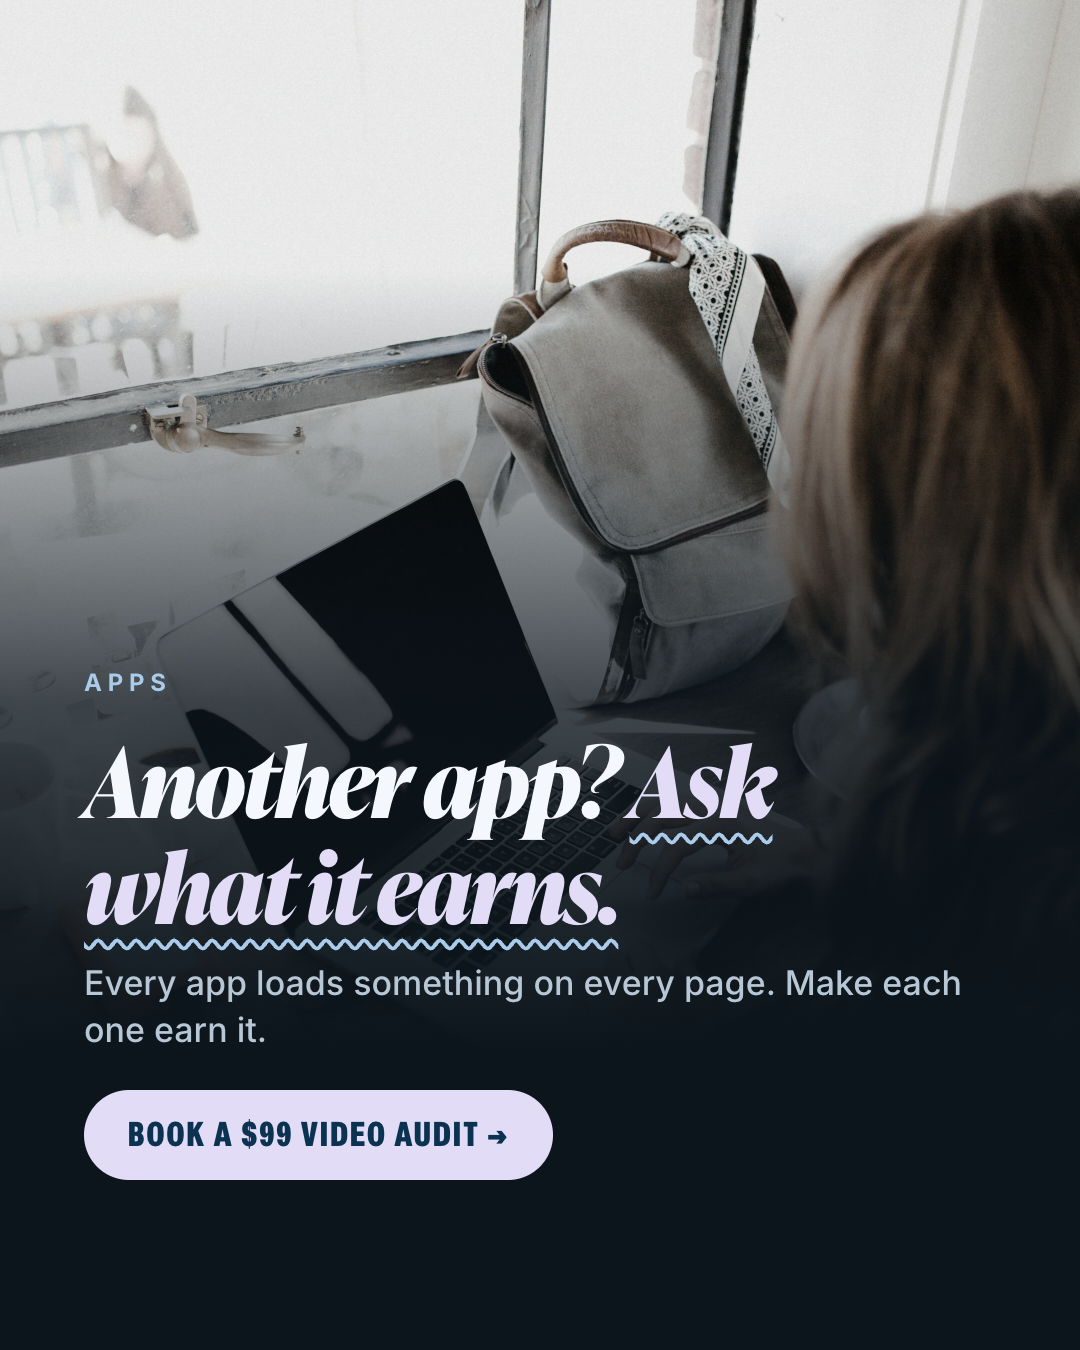 APPS
Another app? Ask
what it earns.
Every app loads something on every page. Make each
one earn it.
BOOK A $99 VIDEO AUDIT ➔